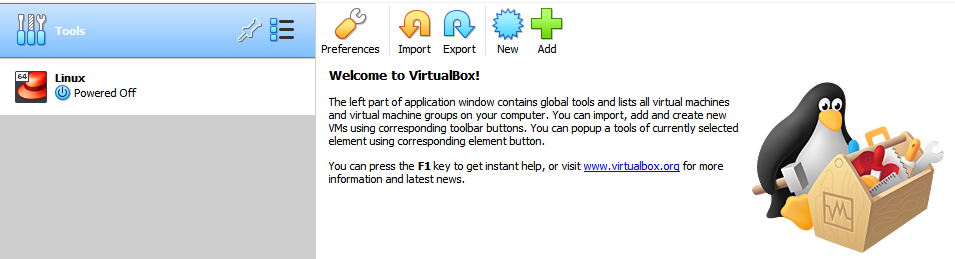 Tools
64
Linux
Powered Off
Preferences
Import
Export
New
Add
Welcome to VirtualBox!
The left part of application window contains global tools and lists all virtual machines
and virtual machine groups on your computer. You can import, add and create new
VMs using corresponding toolbar buttons. You can popup a tools of currently selected
element using corresponding element button.
You can press the F1 key to get instant help, or visit www.virtualbox.org for more
information and latest news.